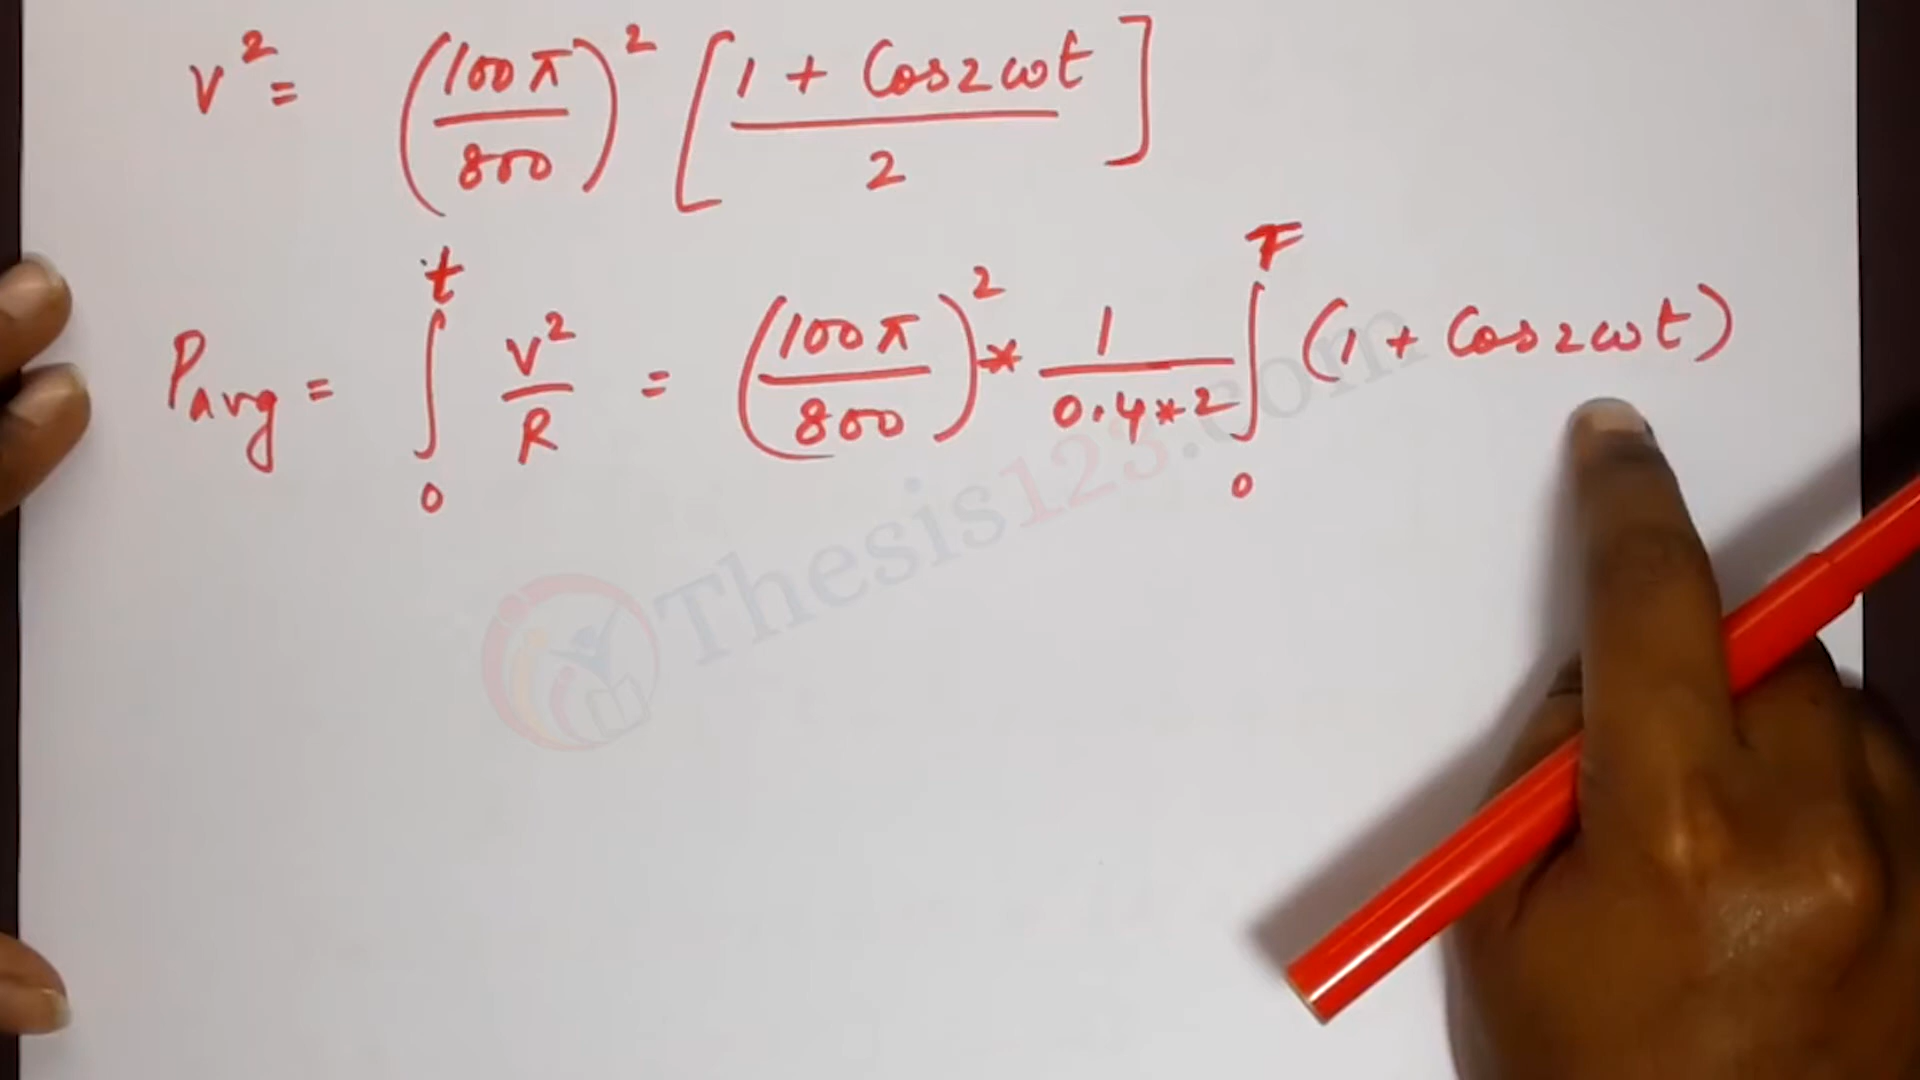 V² = (100π/800)² [1 + Cos2ωt / 2]
Pavg = ∫₀ᵗ V²/R = (100π/800)² * 1/(0.4*2) ∫₀ᵀ (1 + Cos2ωt)
Thesis123.com